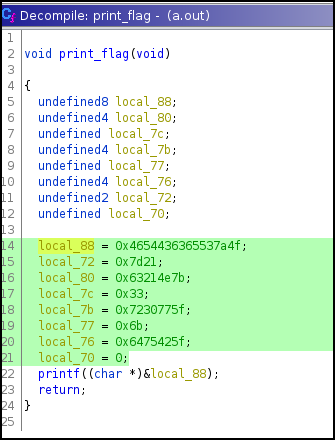 Decompile: print_flag - (a.out)
1
2 void print_flag(void)
3
4 {
5 undefined8 local_88;
6 undefined4 local_80;
7 undefined local_7c;
8 undefined4 local_7b;
9 undefined local_77;
10 undefined4 local_76;
11 undefined2 local_72;
12 undefined local_70;
13
14 local_88 = 0x4654436365537a4f;
15 local_72 = 0x7d21;
16 local_80 = 0x63214e7b;
17 local_7c = 0x33;
18 local_7b = 0x7230775f;
19 local_77 = 0x6b;
20 local_76 = 0x6475425f;
21 local_70 = 0;
22 printf((char *)&local_88);
23 return;
24 }
25